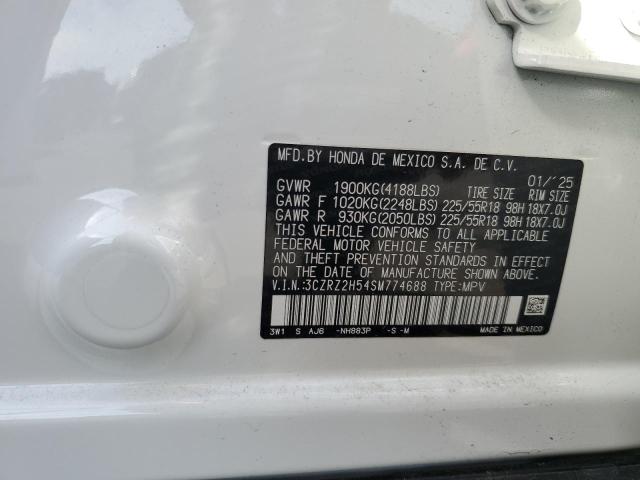 MFD.BY HONDA DE MEXICO S.A. DE C.V.
01/'25
GVWR 1900KG(4188LBS) TIRE SIZE RIM SIZE
GAWR F 1020KG(2248LBS) 225/55R18 98H 18X7.0J
GAWR R 930KG(2050LBS) 225/55R18 98H 18X7.0J
THIS VEHICLE CONFORMS TO ALL APPLICABLE
FEDERAL MOTOR VEHICLE SAFETY
AND THEFT PREVENTION STANDARDS IN EFFECT
ON THE DATE OF MANUFACTURE SHOWN ABOVE.
V.I.N.:3CZRZ2H54SM774688 TYPE:MPV
3W1 S AJ6 -NH883P -S-M MADE IN MEXICO